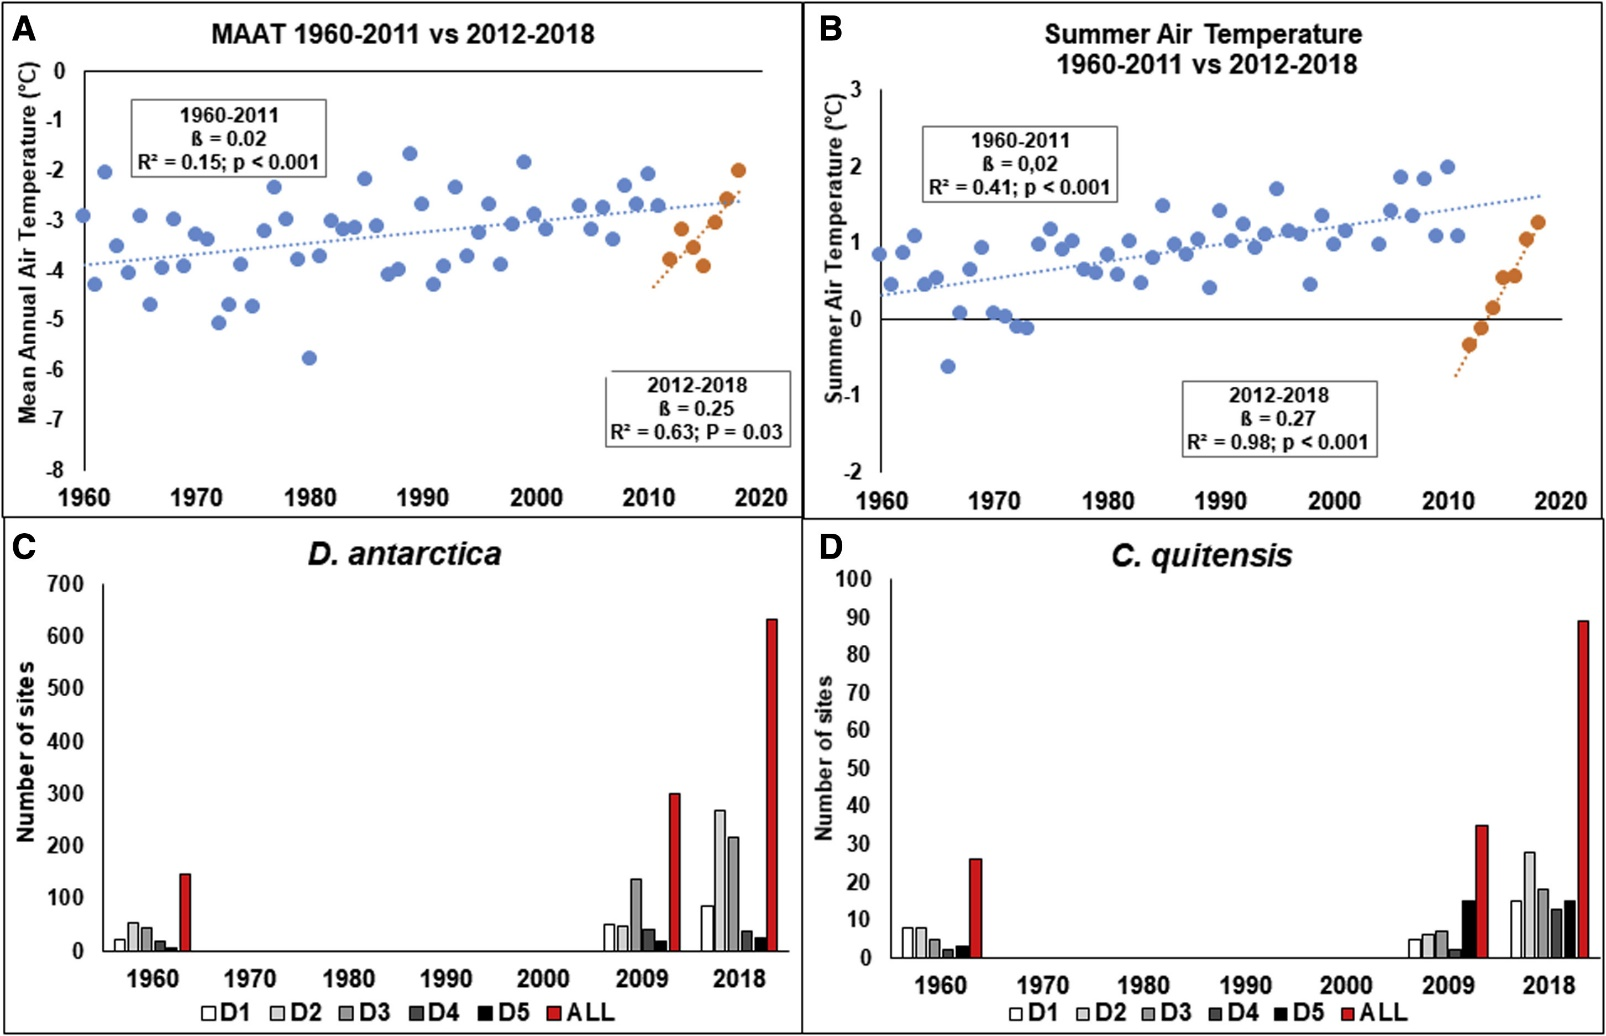 A
MAAT 1960-2011 vs 2012-2018
Mean Annual Air Temperature (°C)
0
-1
-2
-3
-4
-5
-6
-7
-8
1960-2011
ß = 0.02
R² = 0.15; p < 0.001
2012-2018
ß = 0.25
R² = 0.63; P = 0.03
1960 1970 1980 1990 2000 2010 2020
B
Summer Air Temperature
1960-2011 vs 2012-2018
Summer Air Temperature (°C)
3
2
1
0
-1
-2
1960-2011
ß = 0,02
R² = 0.41; p < 0.001
2012-2018
ß = 0.27
R² = 0.98; p < 0.001
1960 1970 1980 1990 2000 2010 2020
C
D. antarctica
Number of sites
700
600
500
400
300
200
100
0
1960 1970 1980 1990 2000 2009 2018
D1 D2 D3 D4 D5 ALL
D
C. quitensis
Number of sites
100
90
80
70
60
50
40
30
20
10
0
1960 1970 1980 1990 2000 2009 2018
D1 D2 D3 D4 D5 ALL